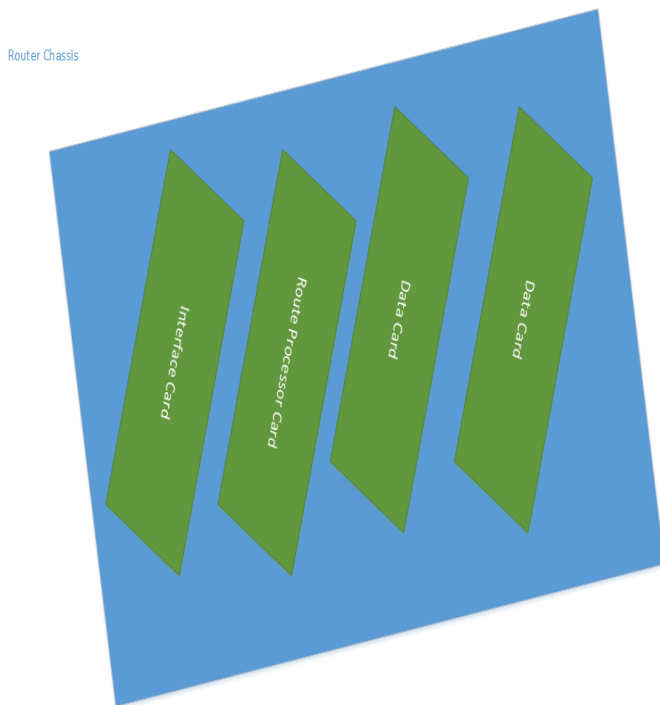 Router Chassis
Interface Card
Route Processor Card
Data Card
Data Card